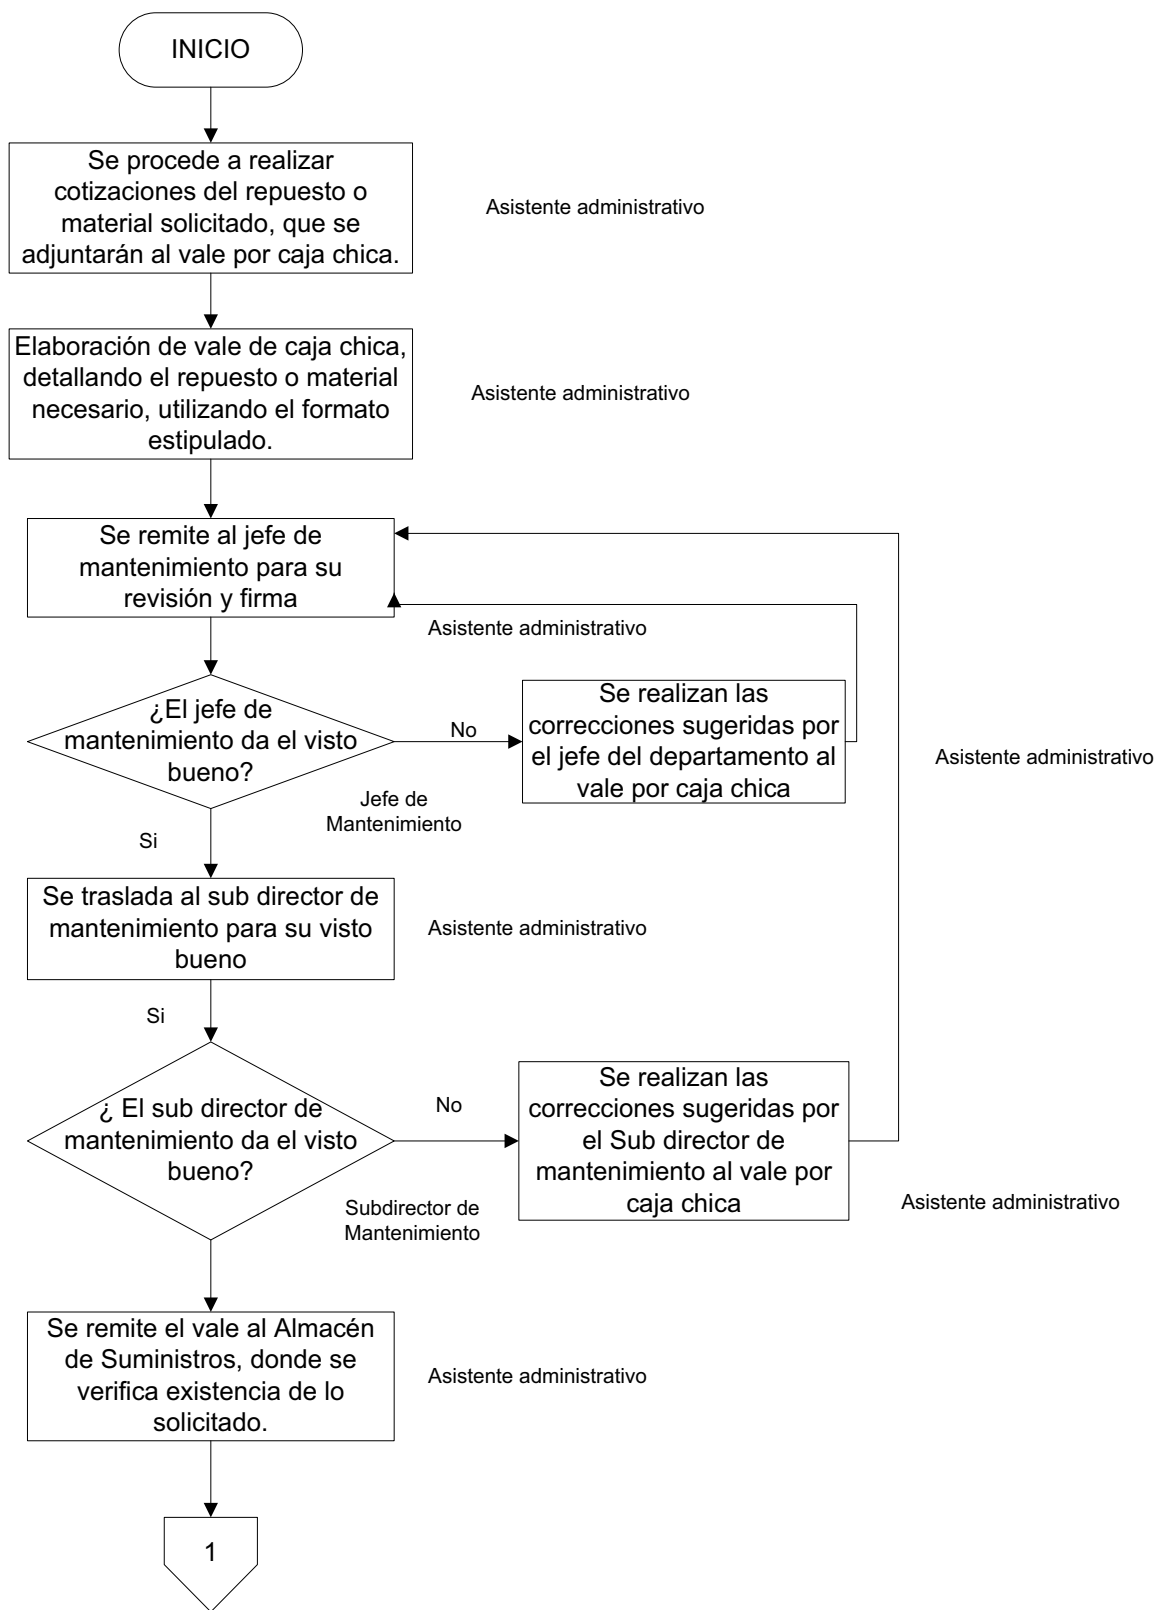 INICIO
Se procede a realizar
cotizaciones del repuesto o
material solicitado, que se
adjuntarán al vale por caja chica.
Asistente administrativo
Elaboración de vale de caja chica,
detallando el repuesto o material
necesario, utilizando el formato
estipulado.
Asistente administrativo
Se remite al jefe de
mantenimiento para su
revisión y firma
Asistente administrativo
¿El jefe de
mantenimiento da el visto
bueno?
No
Jefe de
Mantenimiento
Se realizan las
correcciones sugeridas por
el jefe del departamento al
vale por caja chica
Asistente administrativo
Si
Se traslada al sub director de
mantenimiento para su visto
bueno
Asistente administrativo
Si
¿ El sub director de
mantenimiento da el visto
bueno?
No
Subdirector de
Mantenimiento
Se realizan las
correcciones sugeridas por
el Sub director de
mantenimiento al vale por
caja chica
Asistente administrativo
Se remite el vale al Almacén
de Suministros, donde se
verifica existencia de lo
solicitado.
Asistente administrativo
1